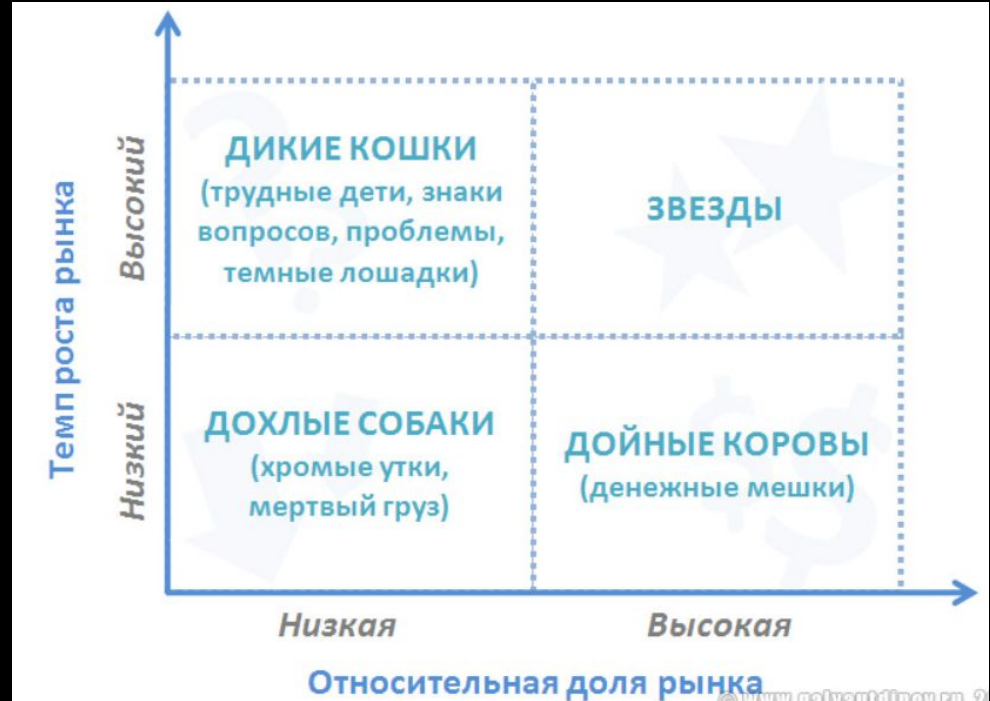 Темп роста рынка
Высокий
Низкий
ДИКИЕ КОШКИ
(трудные дети, знаки
вопросов, проблемы,
темные лошадки)
ЗВЕЗДЫ
ДОХЛЫЕ СОБАКИ
(хромые утки,
мертвый груз)
ДОЙНЫЕ КОРОВЫ
(денежные мешки)
Низкая
Высокая
Относительная доля рынка